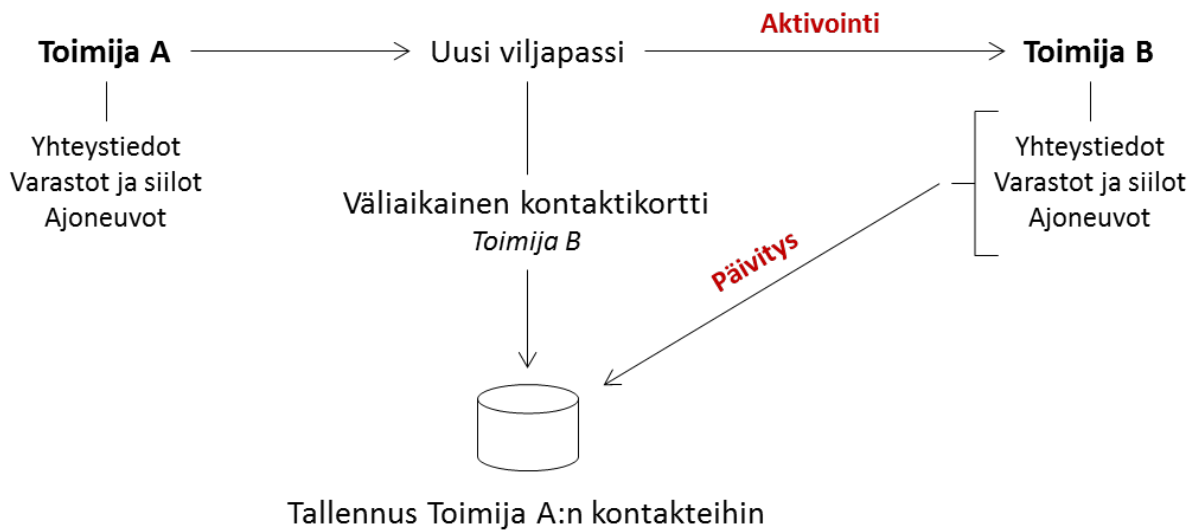 Aktivointi
Toimija A
Uusi viljapassi
Toimija B
Yhteystiedot
Varastot ja siilot
Ajoneuvot
Yhteystiedot
Varastot ja siilot
Ajoneuvot
Väliaikainen kontaktikortti
Toimija B
Päivitys
Tallennus Toimija A:n kontakteihin